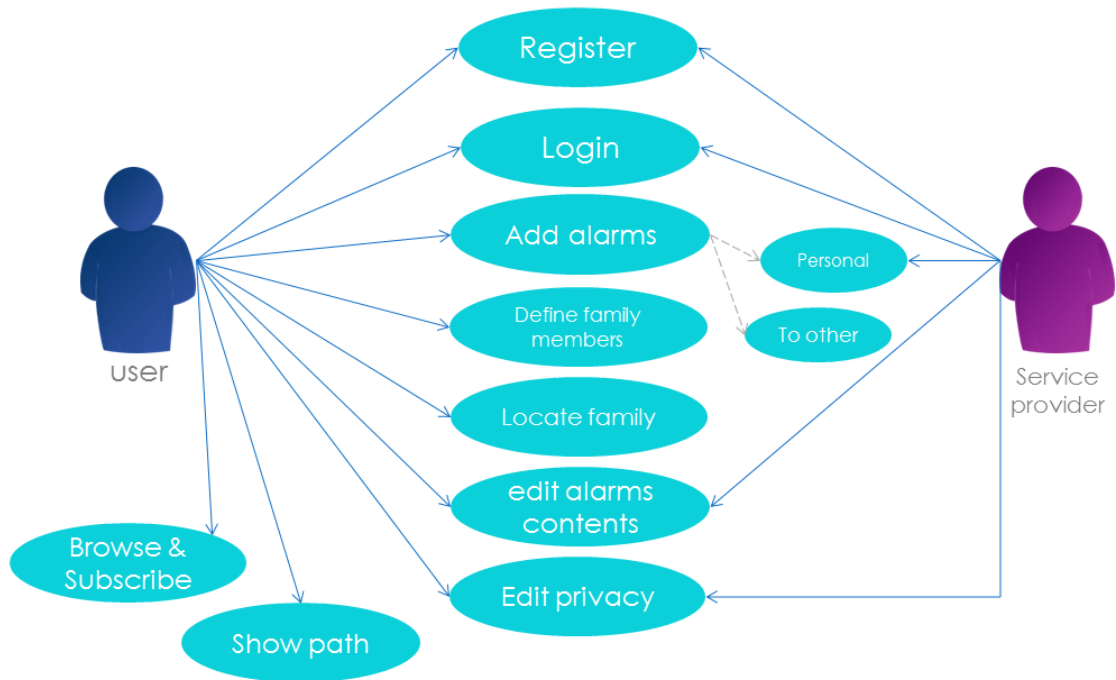 Register
Login
Add alarms
Personal
Define family
members
To other
user
Service
provider
Locate family
edit alarms
contents
Browse &
Subscribe
Edit privacy
Show path